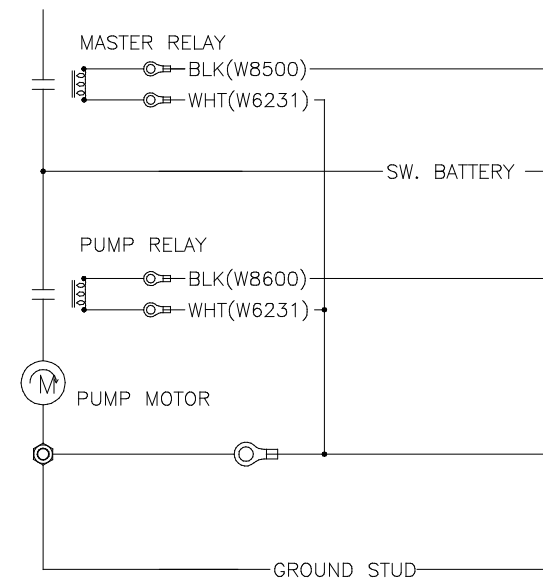 MASTER RELAY
BLK(W8500)
WHT(W6231)
SW. BATTERY
PUMP RELAY
BLK(W8600)
WHT(W6231)
M
PUMP MOTOR
GROUND STUD